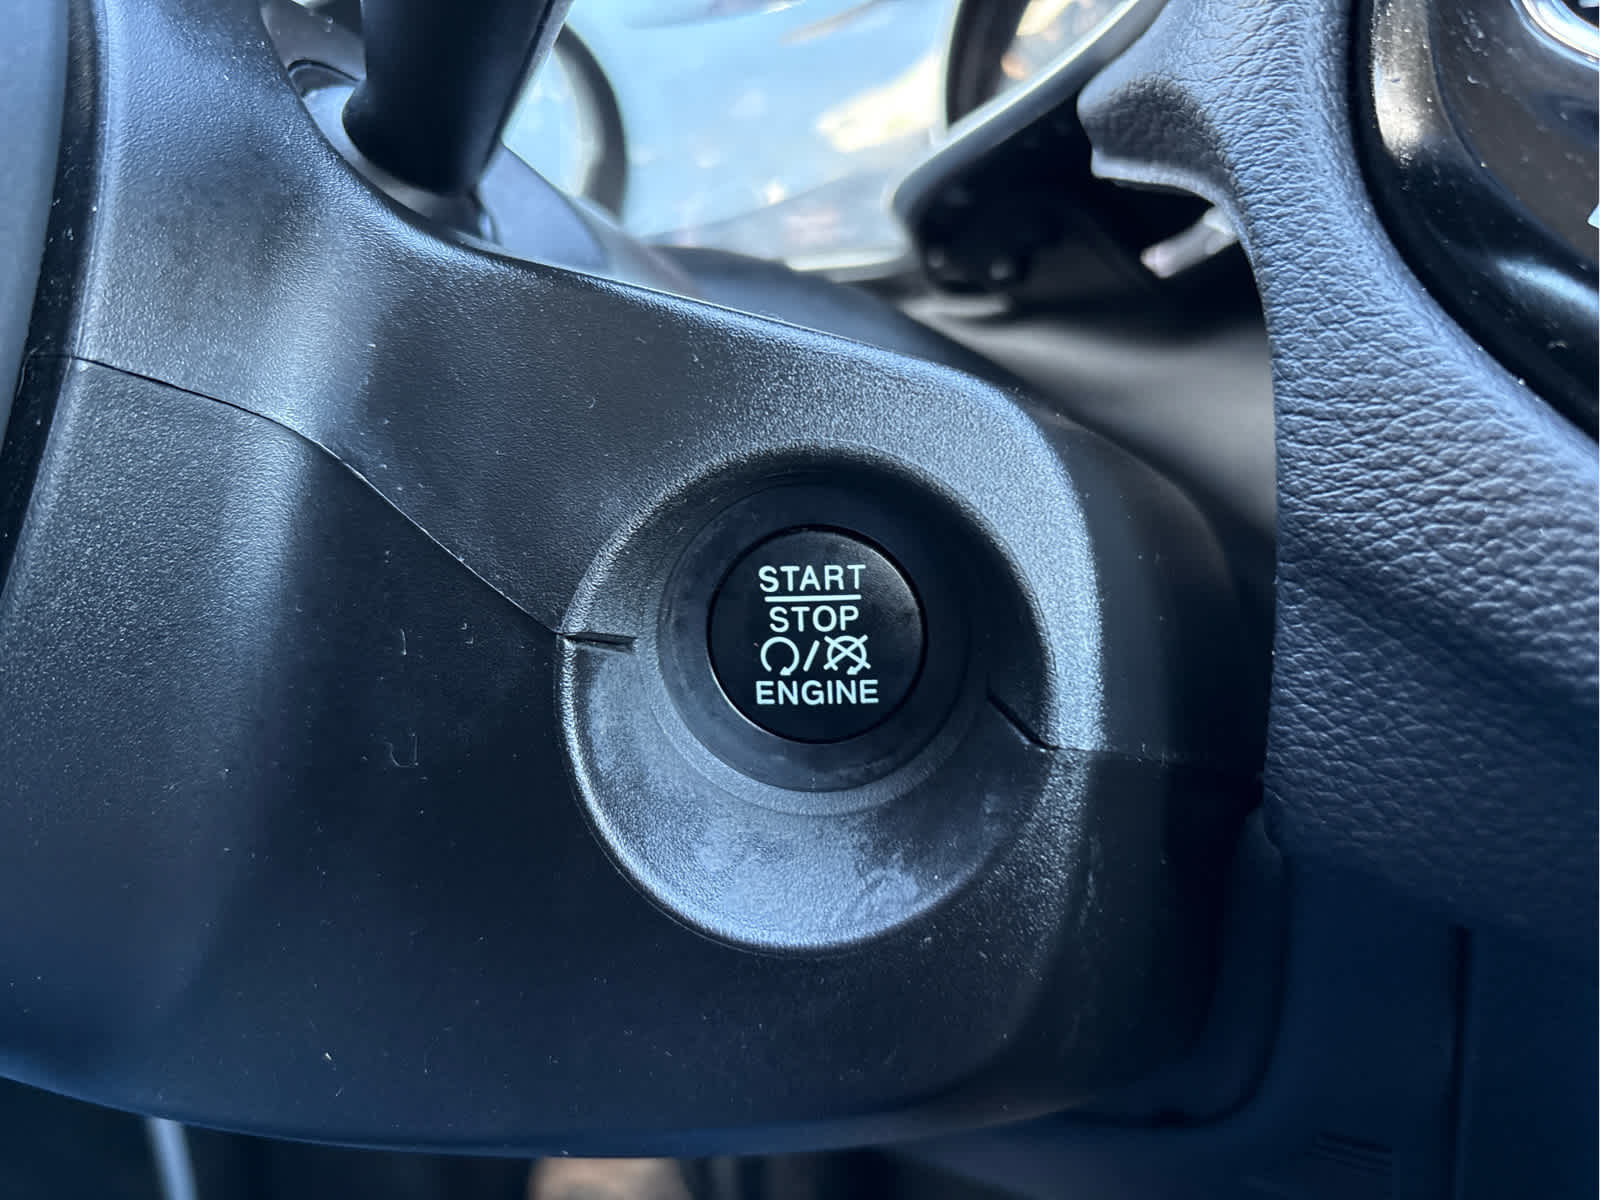 START
STOP
/
ENGINE